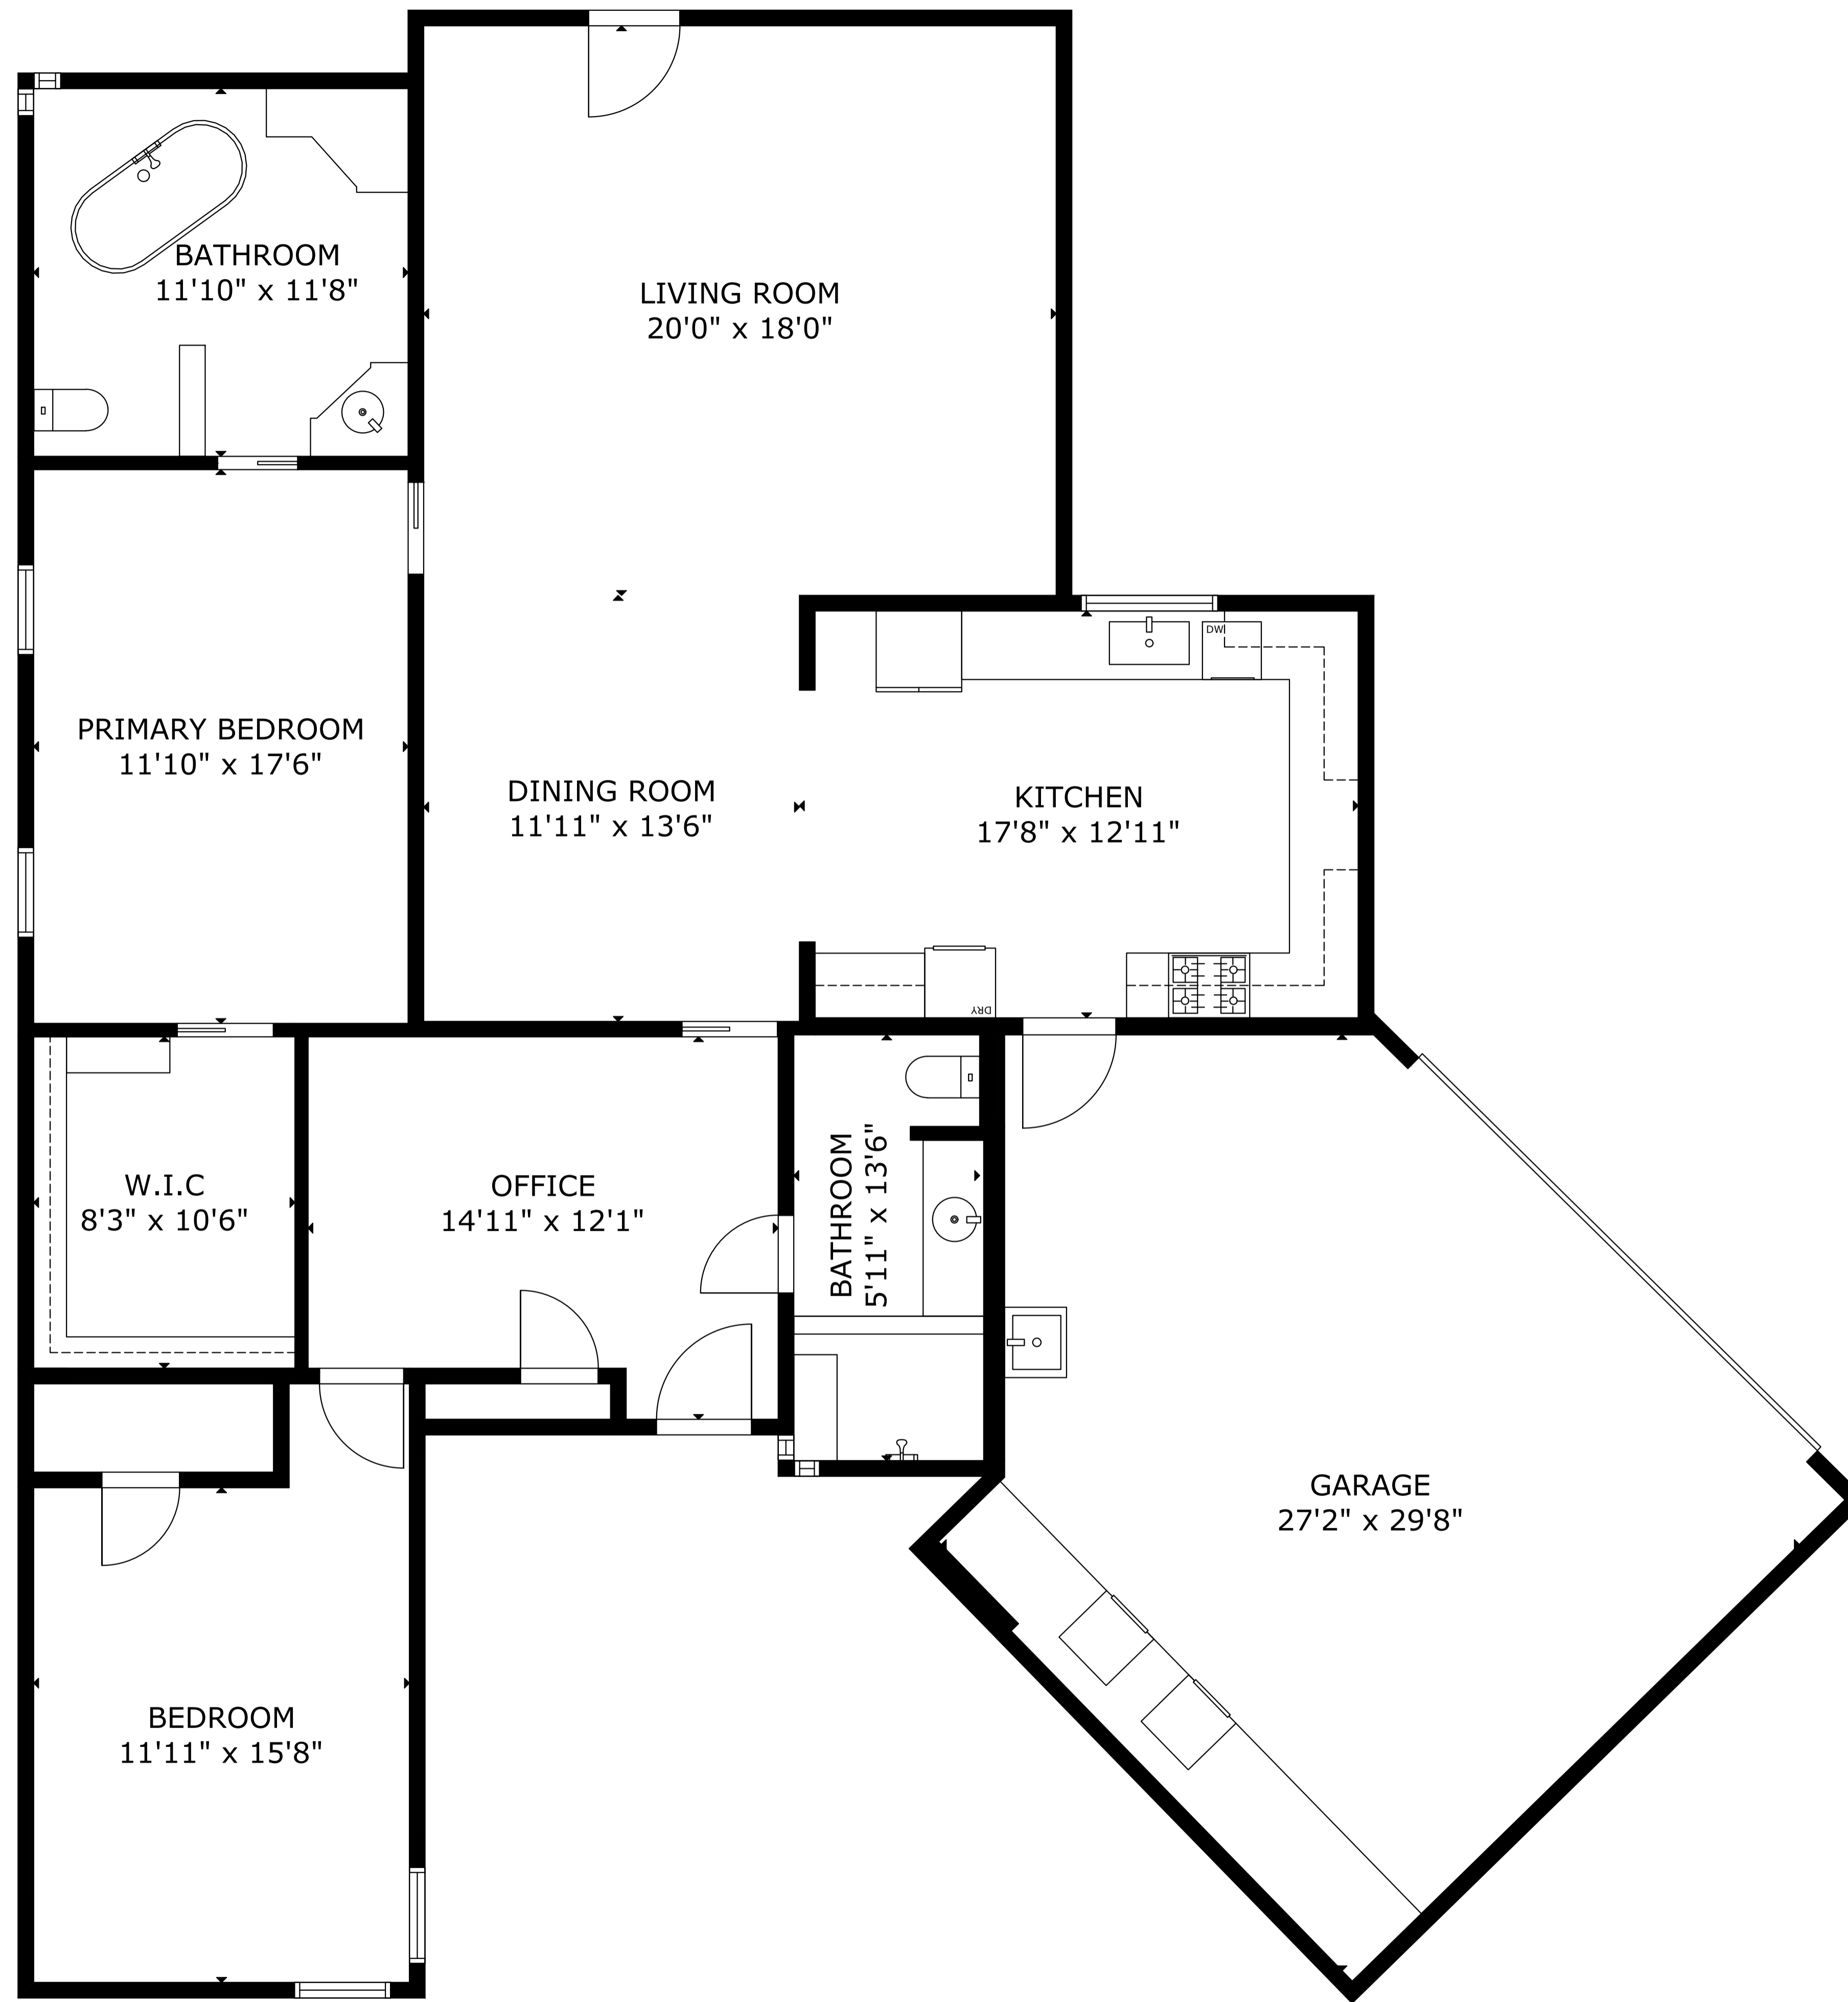 BATHROOM
11'10" x 11'8"
LIVING ROOM
20'0" x 18'0"
DW
PRIMARY BEDROOM
11'10" x 17'6"
DINING ROOM
11'11" x 13'6"
KITCHEN
17'8" x 12'11"
DRY
W.I.C
8'3" x 10'6"
OFFICE
14'11" x 12'1"
BATHROOM
5'11" x 13'6"
GARAGE
27'2" x 29'8"
BEDROOM
11'11" x 15'8"